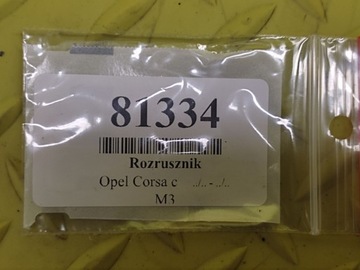 81334
Rozrusznik
Opel Corsa c ../.. - ../..
M3